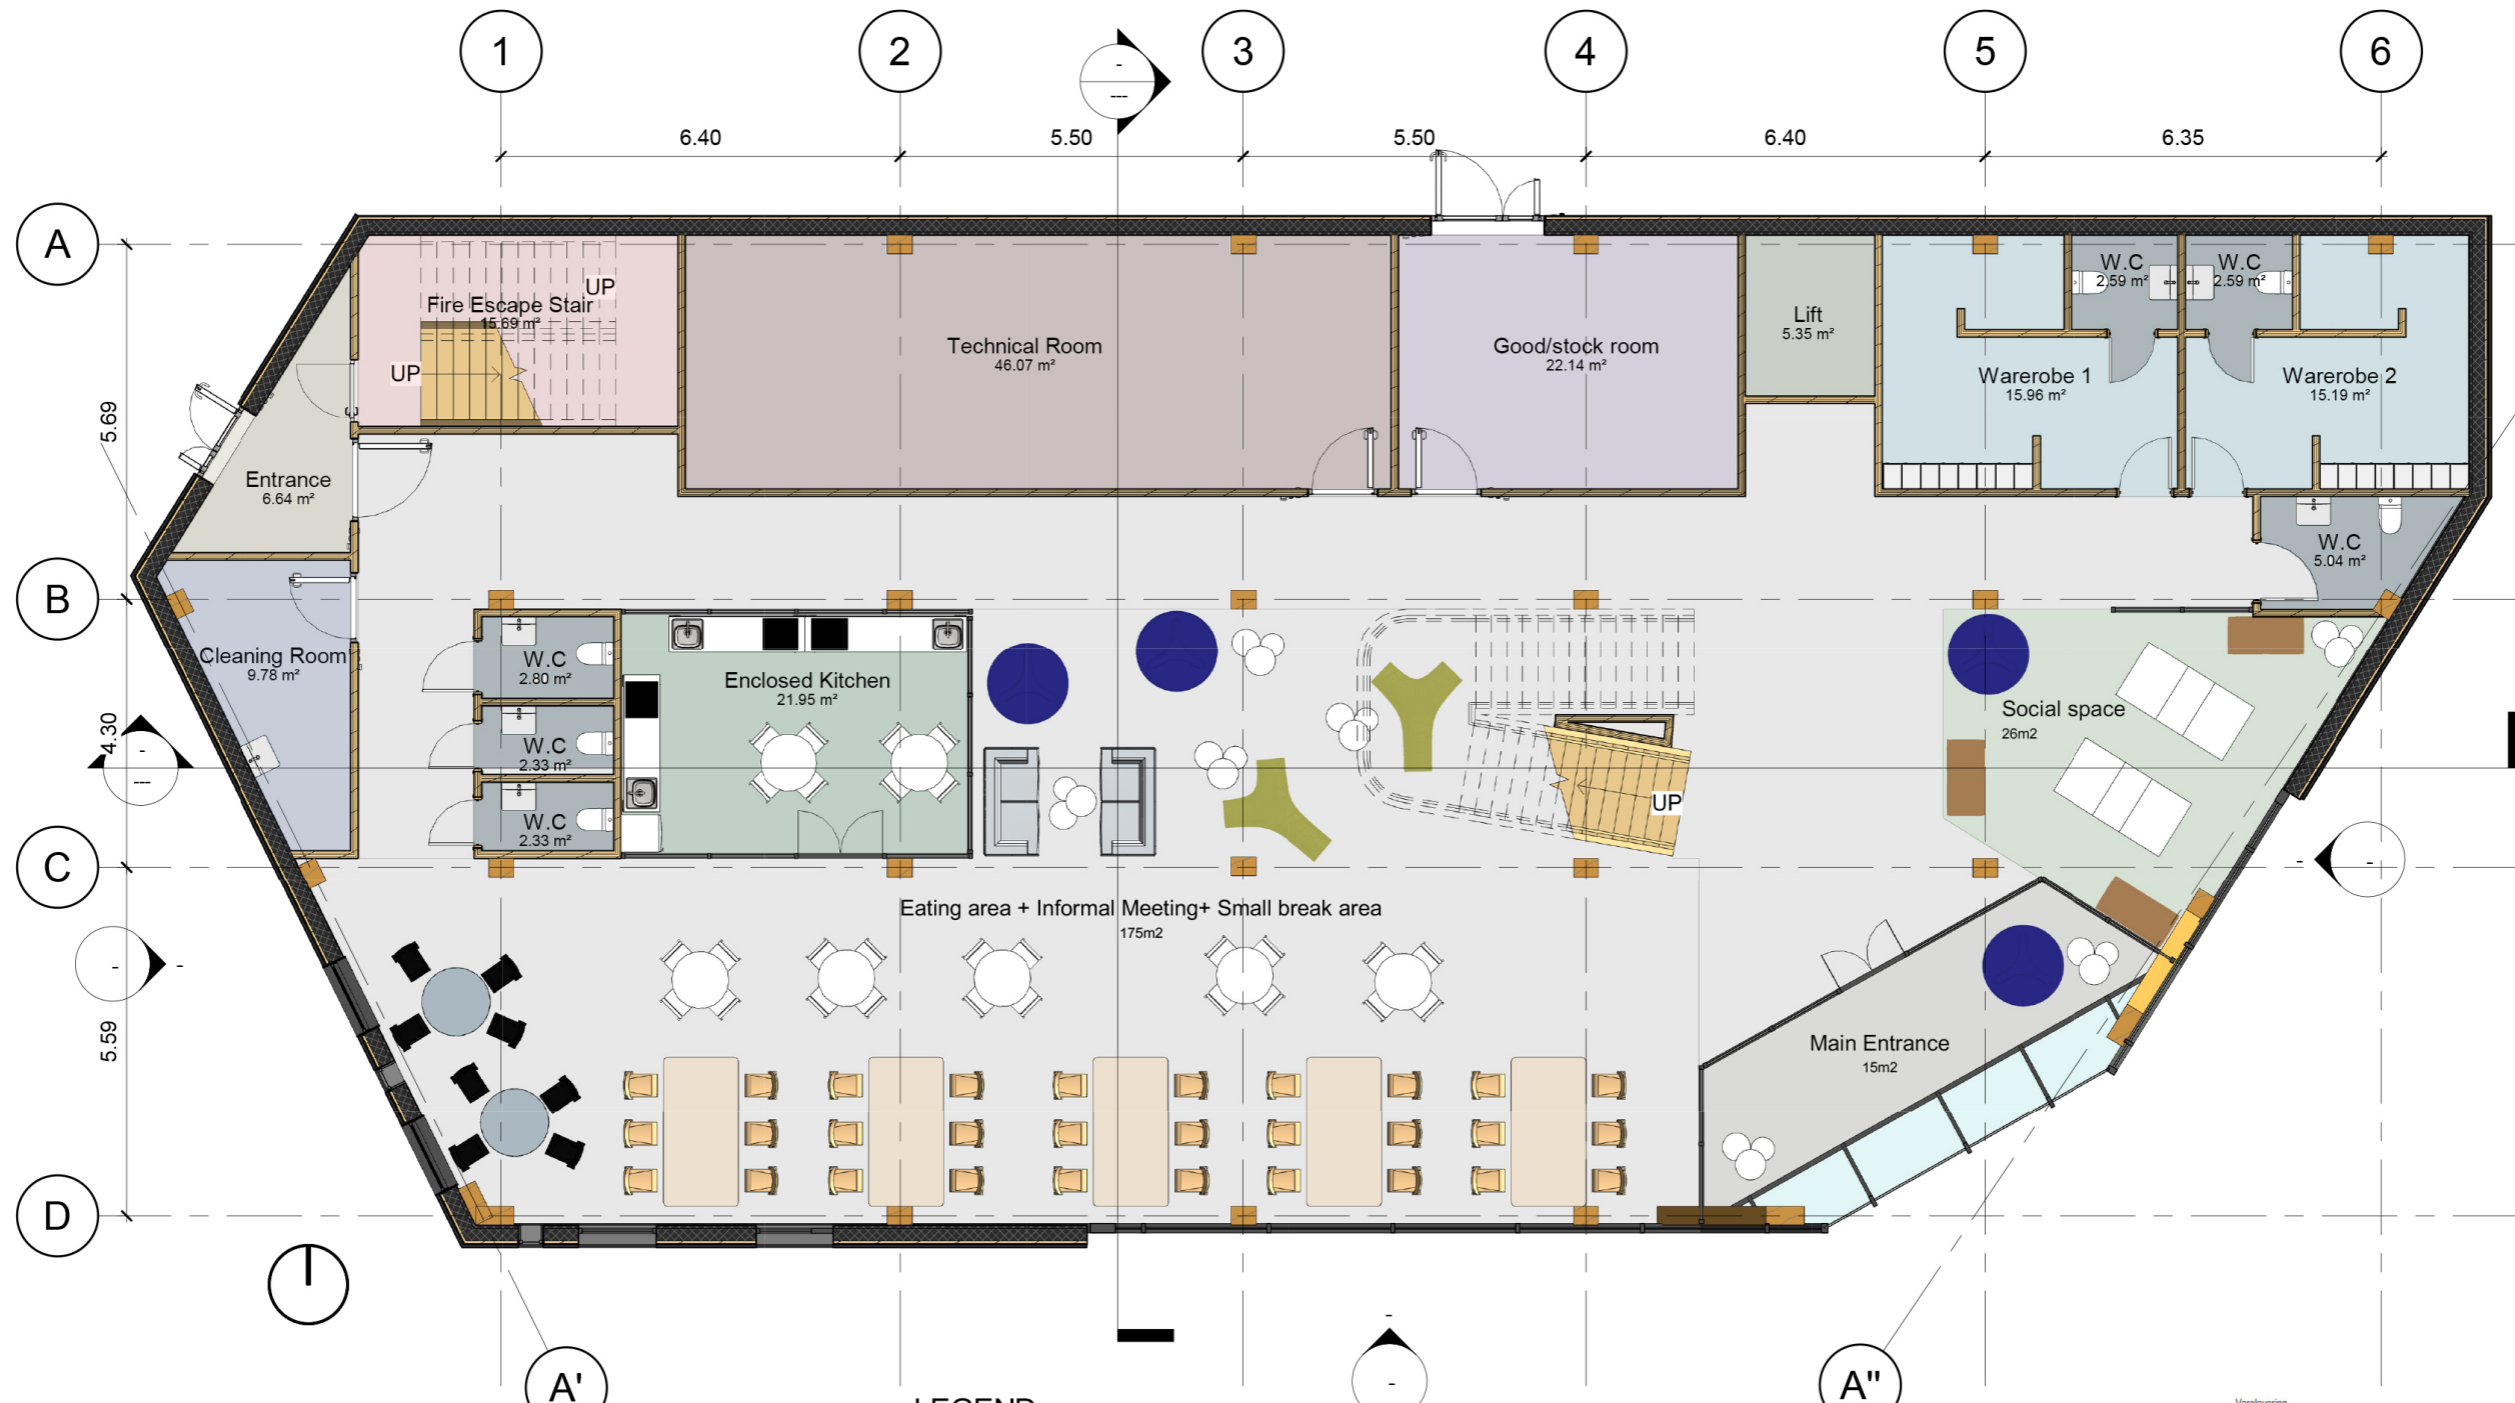 1
2
3
4
5
6
-
---
6.40
5.50
5.50
6.40
6.35
A
B
C
D
5.69
4.30
5.59
UP
Fire Escape Stair
15.69 m²
UP
Technical Room
46.07 m²
Good/stock room
22.14 m²
Lift
5.35 m²
W.C
2.59 m²
W.C
2.59 m²
Warerobe 1
15.96 m²
Warerobe 2
15.19 m²
Entrance
6.64 m²
W.C
5.04 m²
Cleaning Room
9.78 m²
W.C
2.80 m²
W.C
2.33 m²
W.C
2.33 m²
Enclosed Kitchen
21.95 m²
Social space
26m2
UP
-
---
-
-
-
-
Eating area + Informal Meeting+ Small break area
175m2
Main Entrance
15m2
-
-
A'
A"
LEGEND